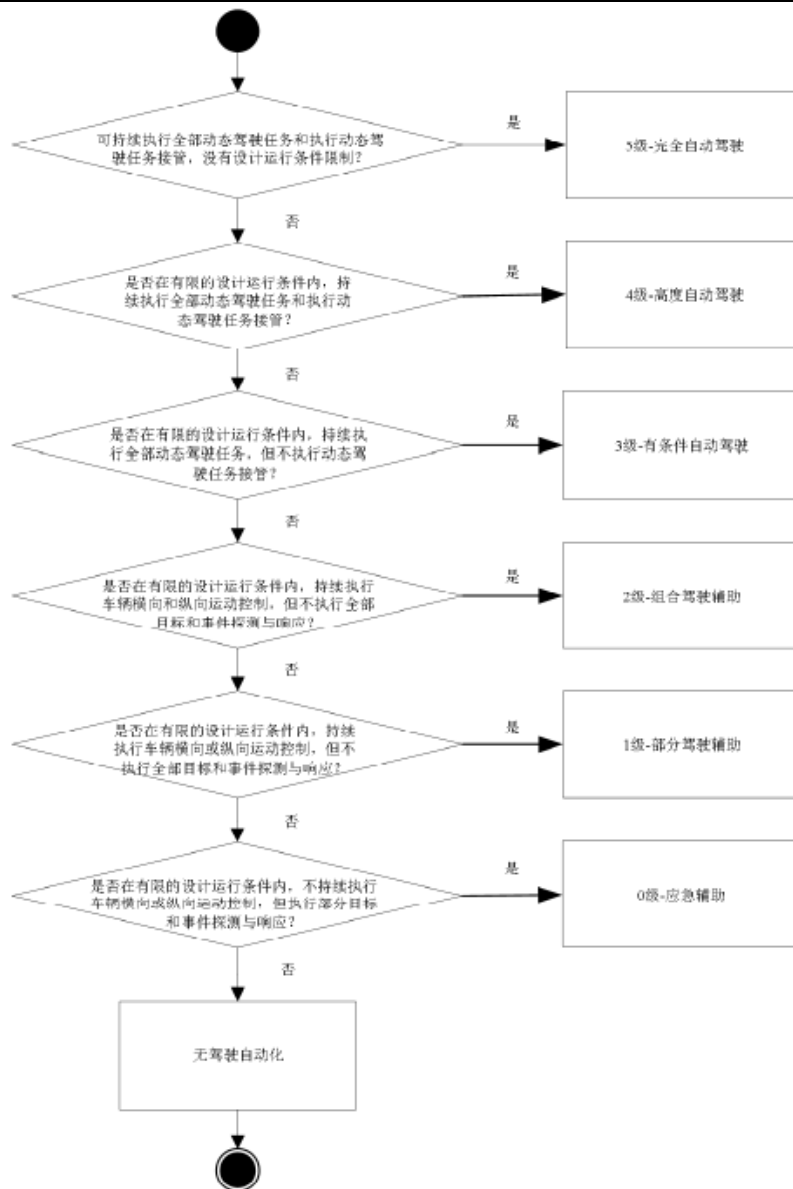 可持续执行全部动态驾驶任务和执行动态驾
驶任务接管，没有设计运行条件限制？
是
5级-完全自动驾驶
否
是否在有限的设计运行条件内，持
续执行全部动态驾驶任务和执行动
态驾驶任务接管？
是
4级-高度自动驾驶
否
是否在有限的设计运行条件内，持续执
行全部动态驾驶任务，但不执行动态驾
驶任务接管？
是
3级-有条件自动驾驶
否
是否在有限的设计运行条件内，持续执行
车辆横向和纵向运动控制，但不执行全部
目标和事件探测与响应？
是
2级-组合驾驶辅助
否
是否在有限的设计运行条件内，持续
执行车辆横向或纵向运动控制，但不
执行全部目标和事件探测与响应？
是
1级-部分驾驶辅助
否
是否在有限的设计运行条件内，不持续执行
车辆横向或纵向运动控制，但执行部分目标
和事件探测与响应？
是
0级-应急辅助
否
无驾驶自动化